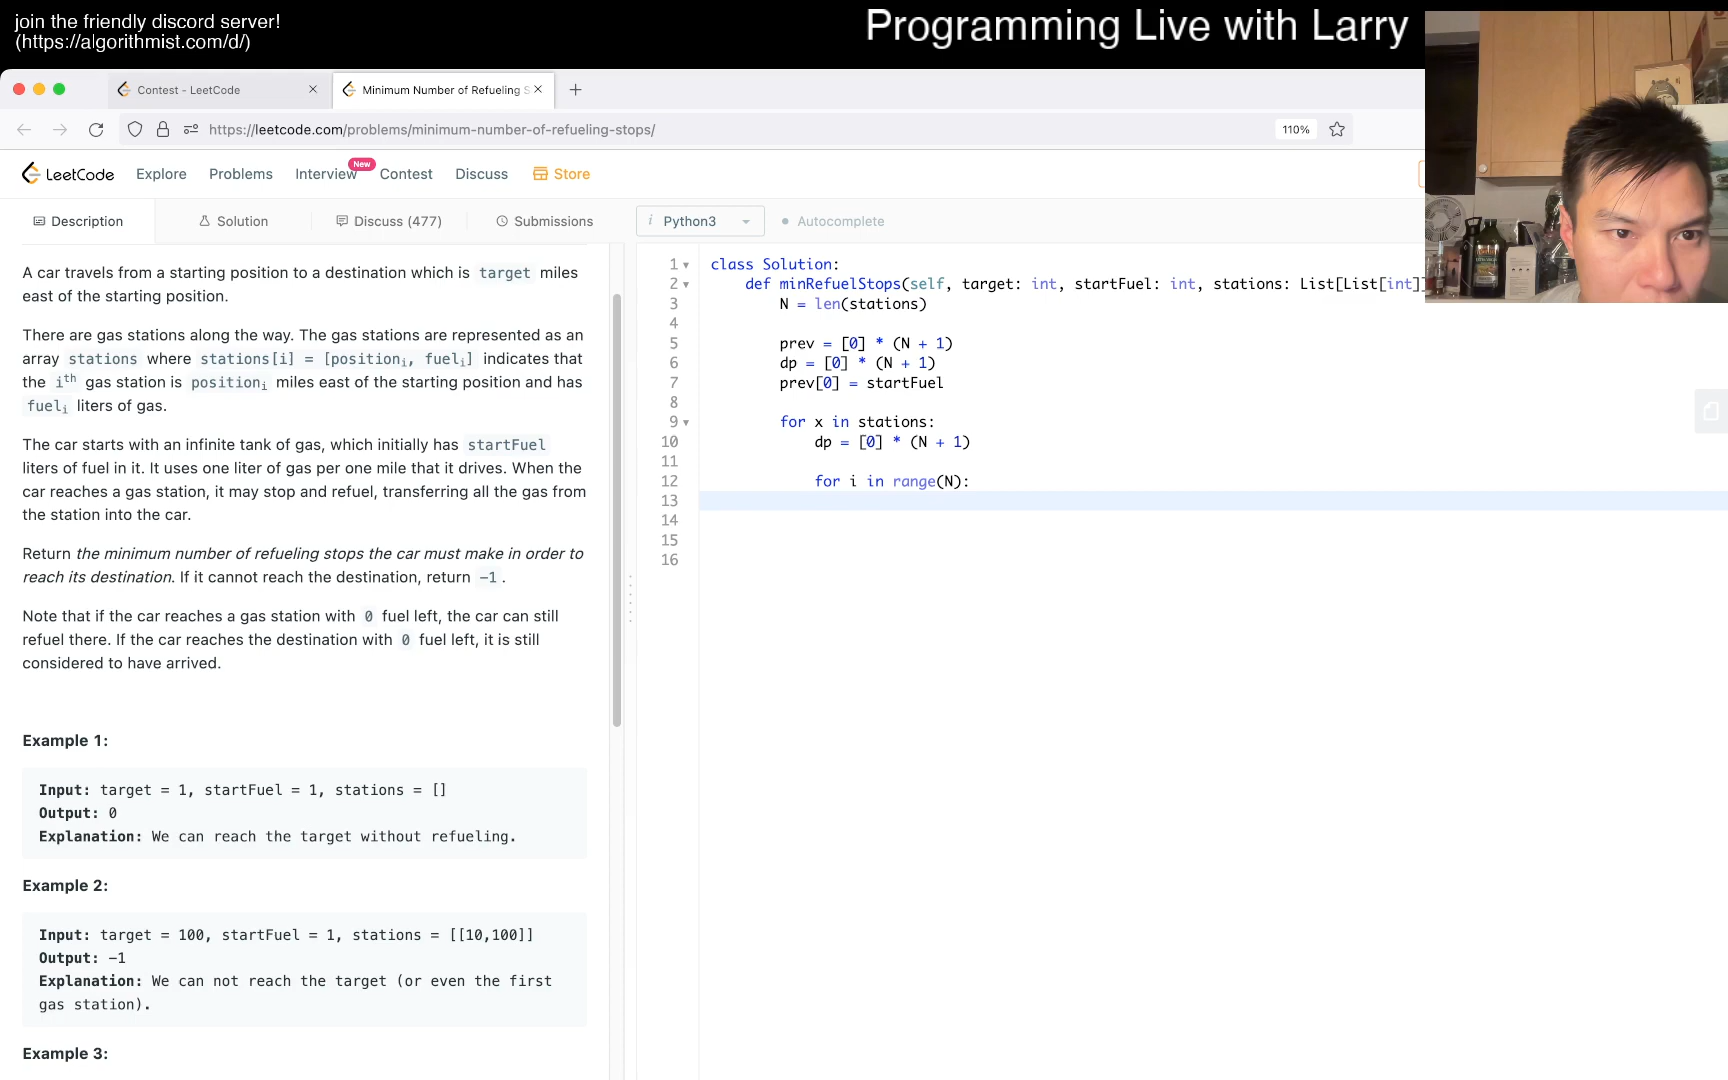 join the friendly discord server!
(https://algorithmist.com/d/)
Programming Live with Larry
Contest - LeetCode
Minimum Number of Refueling S
https://leetcode.com/problems/minimum-number-of-refueling-stops/
110%
LeetCode
Explore
Problems
Interview
New
Contest
Discuss
Store
Description
Solution
Discuss (477)
Submissions
i Python3
Autocomplete
A car travels from a starting position to a destination which is target miles
east of the starting position.
There are gas stations along the way. The gas stations are represented as an
array stations where stations[i] = [positionᵢ, fuelᵢ] indicates that
the iᵗʰ gas station is positionᵢ miles east of the starting position and has
fuelᵢ liters of gas.
The car starts with an infinite tank of gas, which initially has startFuel
liters of fuel in it. It uses one liter of gas per one mile that it drives. When the
car reaches a gas station, it may stop and refuel, transferring all the gas from
the station into the car.
Return the minimum number of refueling stops the car must make in order to
reach its destination. If it cannot reach the destination, return -1.
Note that if the car reaches a gas station with 0 fuel left, the car can still
refuel there. If the car reaches the destination with 0 fuel left, it is still
considered to have arrived.
Example 1:
Input: target = 1, startFuel = 1, stations = []
Output: 0
Explanation: We can reach the target without refueling.
Example 2:
Input: target = 100, startFuel = 1, stations = [[10,100]]
Output: -1
Explanation: We can not reach the target (or even the first
gas station).
Example 3:
1 class Solution:
2 def minRefuelStops(self, target: int, startFuel: int, stations: List[List[int]]
3 N = len(stations)
4
5 prev = [0] * (N + 1)
6 dp = [0] * (N + 1)
7 prev[0] = startFuel
8
9 for x in stations:
10 dp = [0] * (N + 1)
11
12 for i in range(N):
13
14
15
16